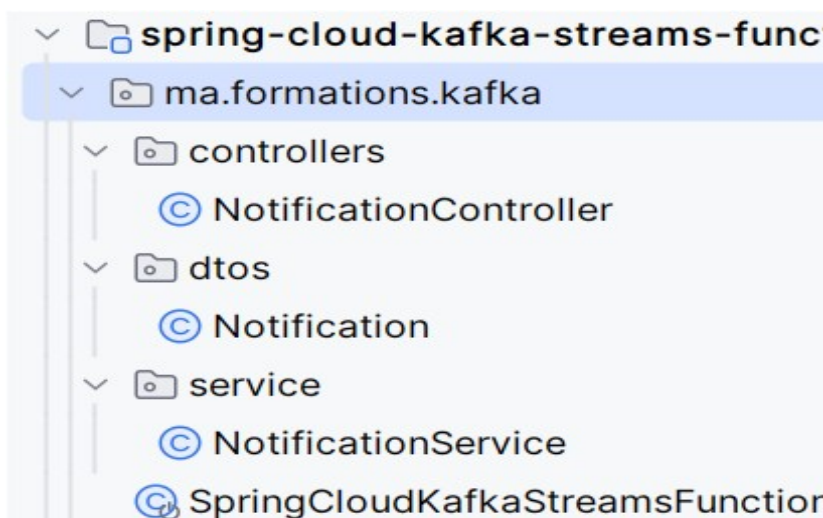 spring-cloud-kafka-streams-func
ma.formations.kafka
controllers
NotificationController
dtos
Notification
service
NotificationService
SpringCloudKafkaStreamsFunction